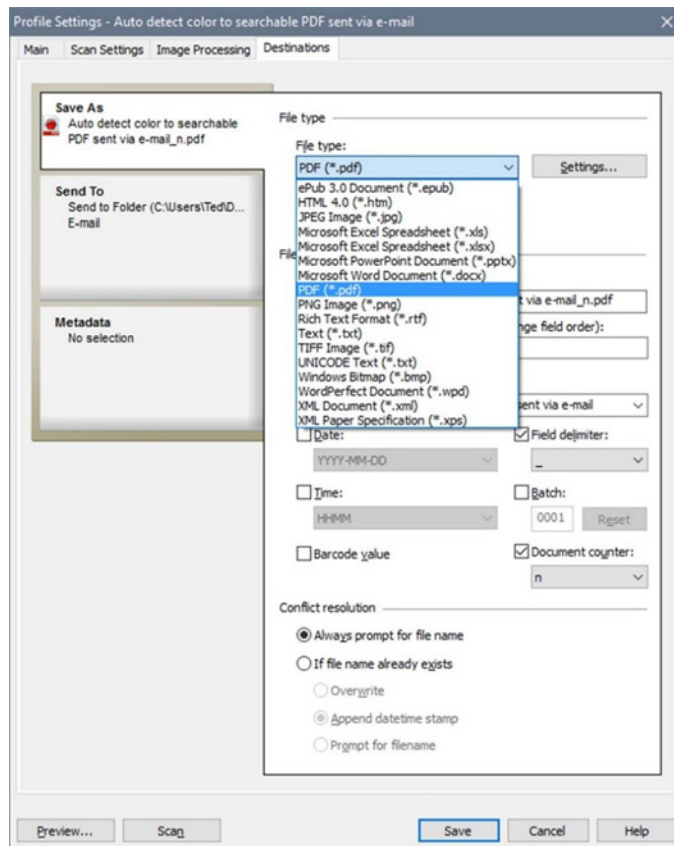 Profile Settings - Auto detect color to searchable PDF sent via e-mail
Main Scan Settings Image Processing Destinations
Save As
Auto detect color to searchable
PDF sent via e-mail_n.pdf
Send To
Send to Folder (C:\Users\Ted\D...
E-mail
Metadata
No selection
File type
File type:
PDF (*.pdf)
Settings...
ePub 3.0 Document (*.epub)
HTML 4.0 (*.htm)
JPEG Image (*.jpg)
Microsoft Excel Spreadsheet (*.xls)
Microsoft Excel Spreadsheet (*.xlsx)
Microsoft PowerPoint Document (*.pptx)
Microsoft Word Document (*.docx)
PDF (*.pdf)
PNG Image (*.png)
Rich Text Format (*.rtf)
Text (*.txt)
TIFF Image (*.tif)
UNICODE Text (*.txt)
Windows Bitmap (*.bmp)
WordPerfect Document (*.wpd)
XML Document (*.xml)
XML Paper Specification (*.xps)
File
t via e-mail_n.pdf
nge field order):
sent via e-mail
Date:
YYYY-MM-DD
Field delimiter:
_
Time:
HHMM
Batch:
0001 Reset
Barcode value
Document counter:
n
Conflict resolution
Always prompt for file name
If file name already exists
Overwrite
Append datetime stamp
Prompt for filename
Preview... Scan Save Cancel Help